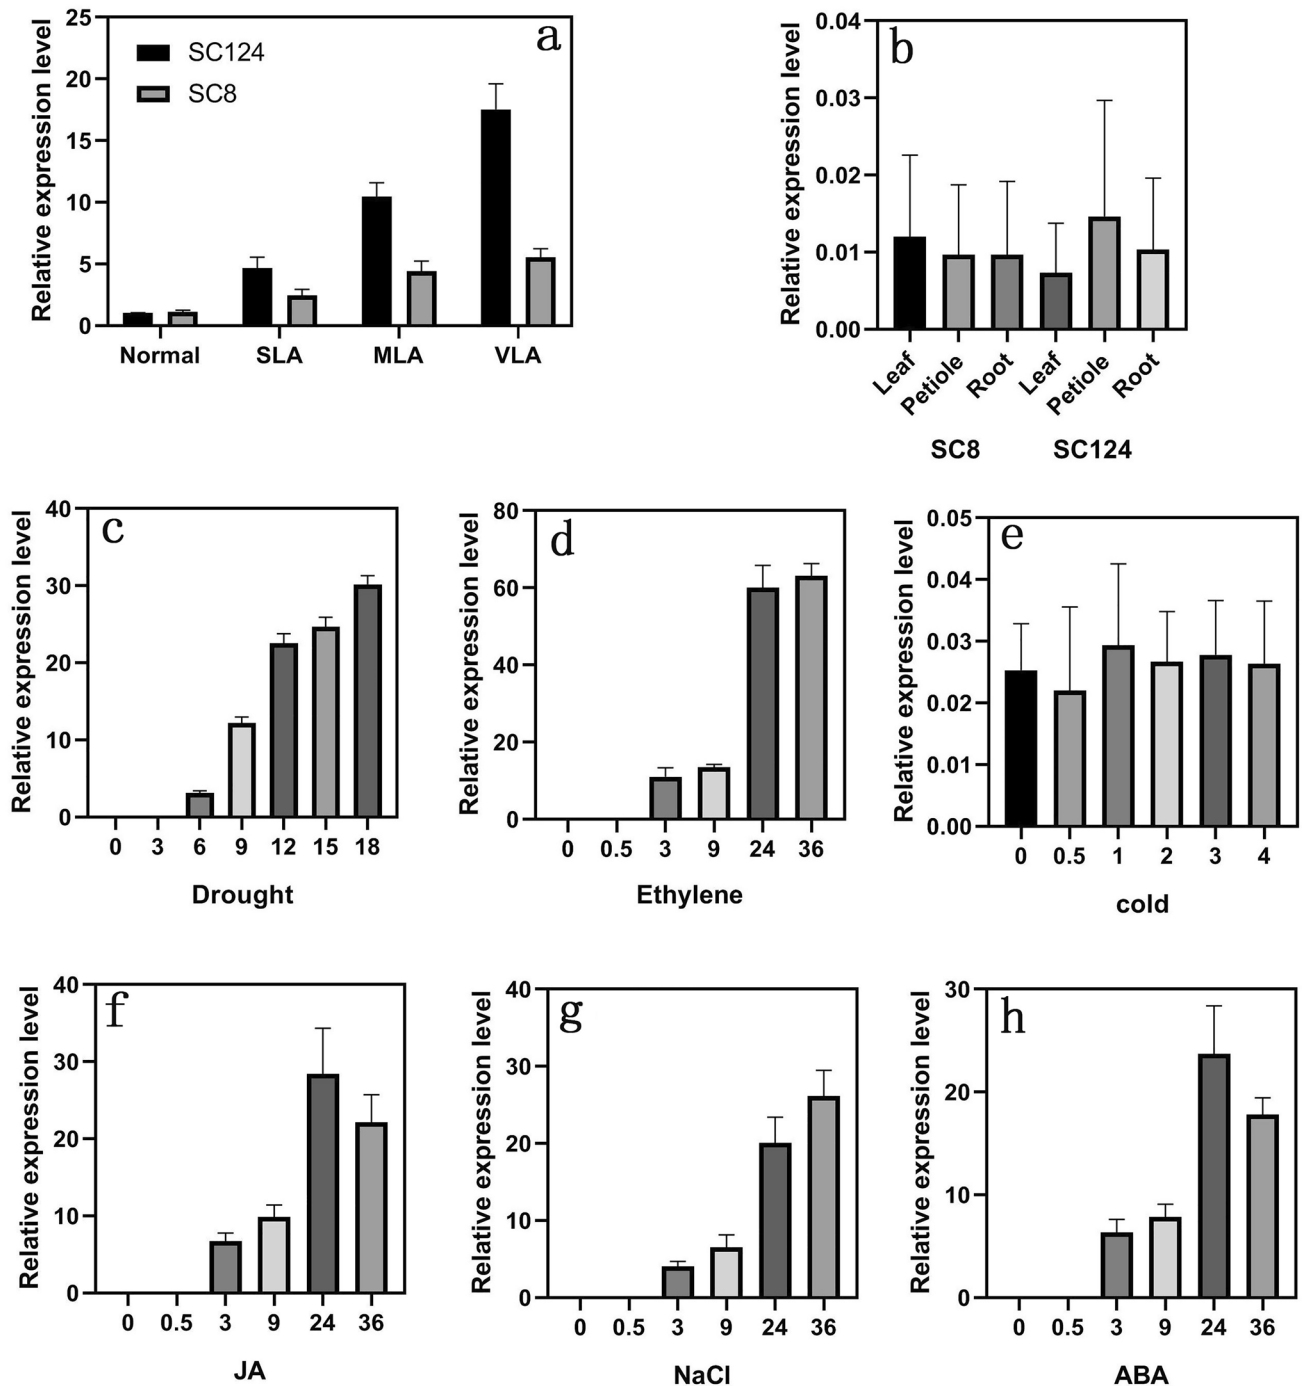 a
Relative expression level
25
20
15
10
5
0
SC124
SC8
Normal SLA MLA VLA
b
Relative expression level
0.04
0.03
0.02
0.01
0.00
Leaf Petiole Root Leaf Petiole Root
SC8 SC124
c
Relative expression level
40
30
20
10
0
0 3 6 9 12 15 18
Drought
d
Relative expression level
80
60
40
20
0
0 0.5 3 9 24 36
Ethylene
e
Relative expression level
0.05
0.04
0.03
0.02
0.01
0.00
0 0.5 1 2 3 4
cold
f
Relative expression level
40
30
20
10
0
0 0.5 3 9 24 36
JA
g
Relative expression level
40
30
20
10
0
0 0.5 3 9 24 36
NaCl
h
Relative expression level
30
20
10
0
0 0.5 3 9 24 36
ABA